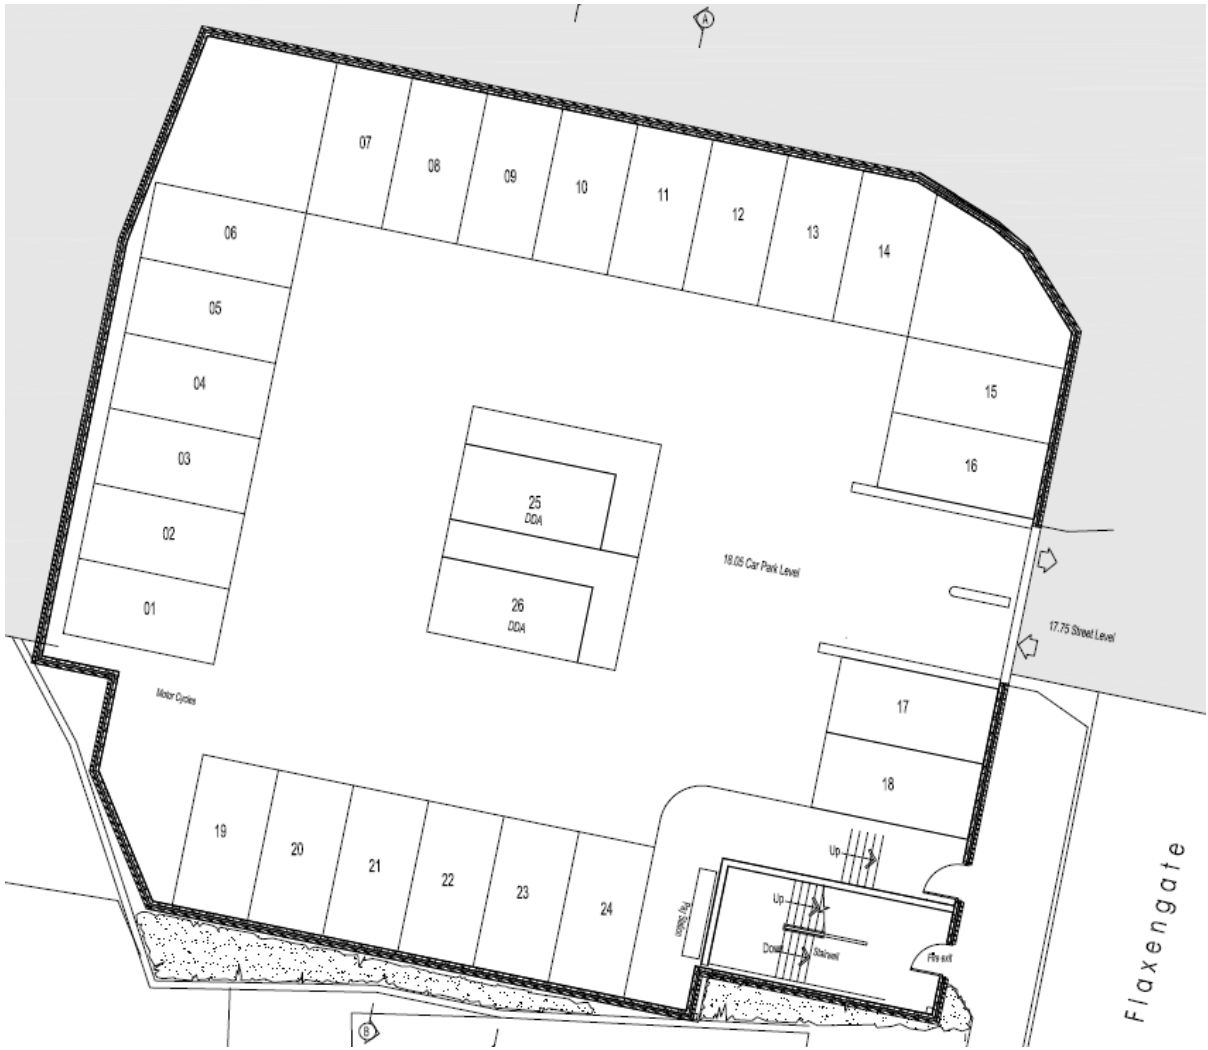 A
07
08
09
10
11
12
13
14
06
05
04
03
02
01
15
16
25
DDA
26
DDA
18.05 Car Park Level
17.75 Street Level
Motor Cycles
17
18
19
20
21
22
23
24
Up
Up
Down
Stairwell
Pay Station
Fire exit
Flaxengate
B